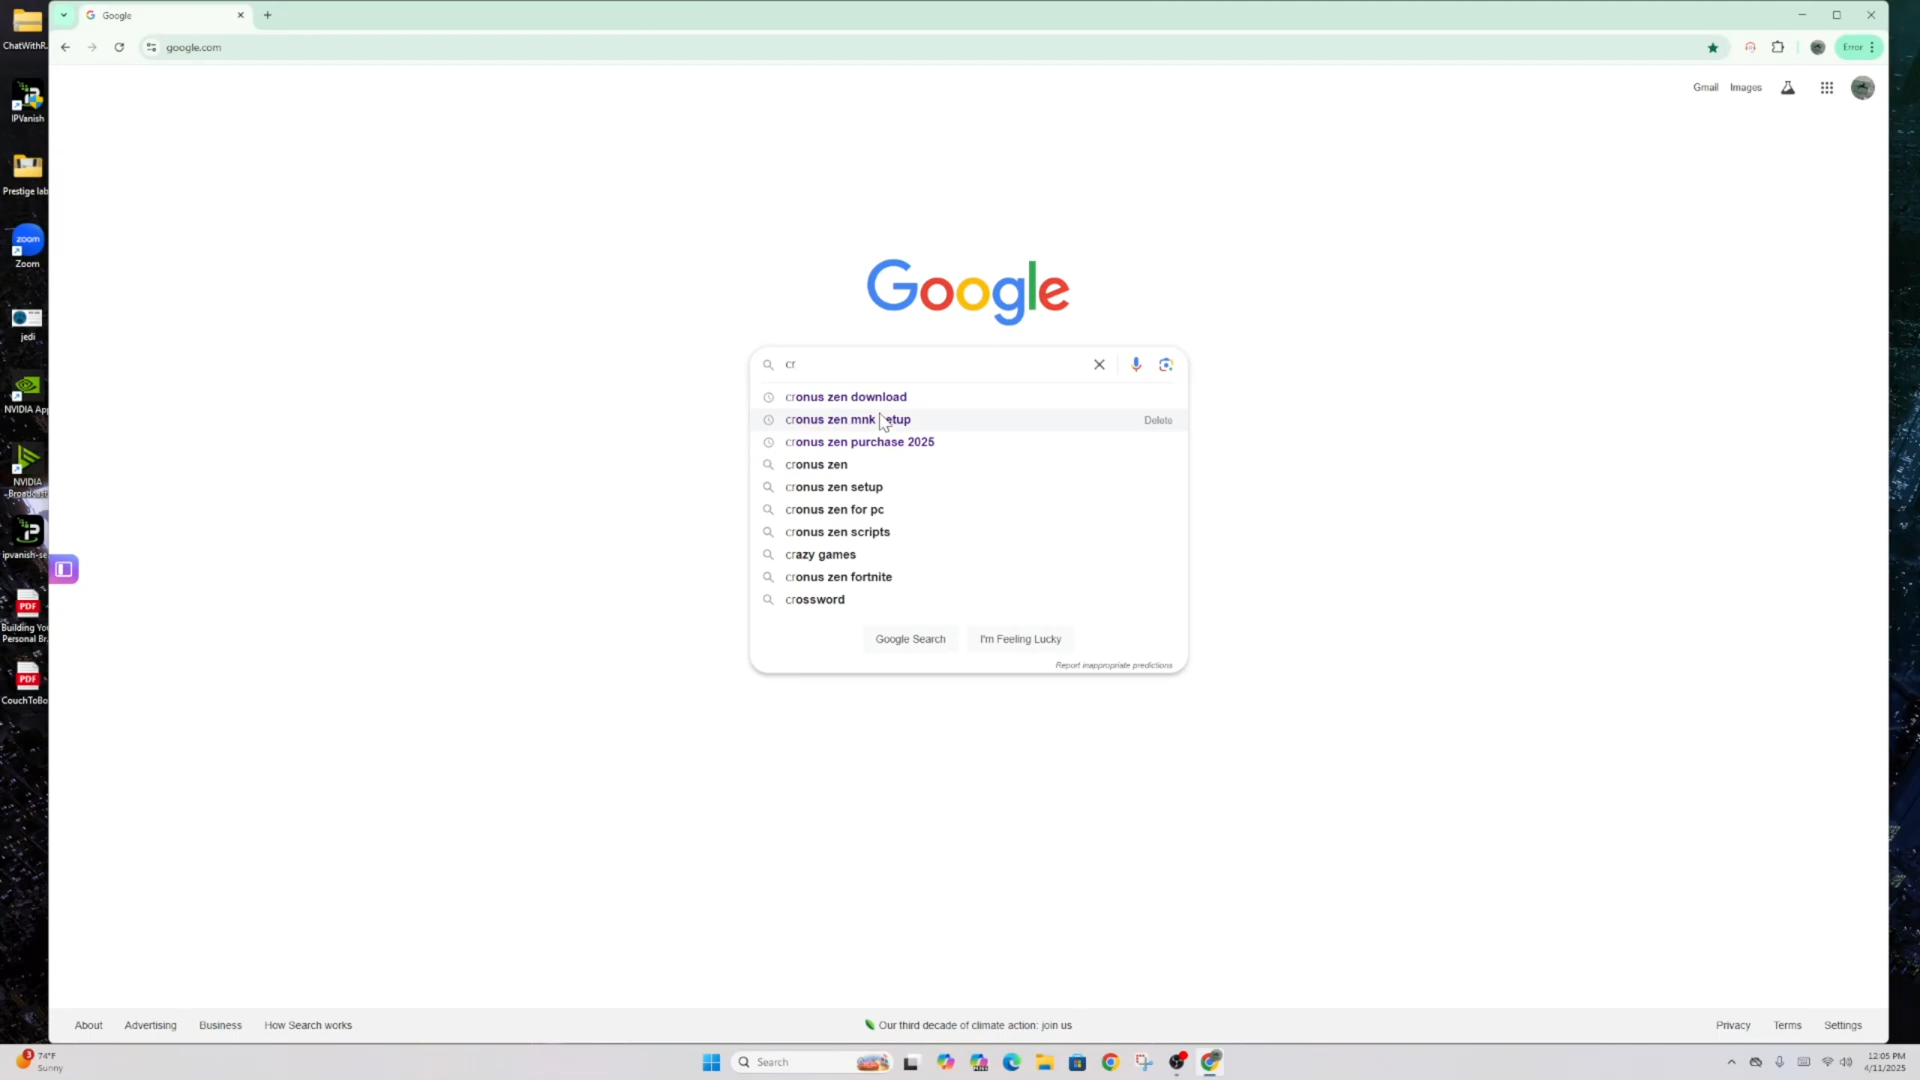 Google
google.com
Error
Gmail Images
ChatWithR.
IPVanish
Prestige lab
zoom
Zoom
jedi
NVIDIA App
NVIDIA
Broadcast
ipvanish-se
PDF
Building Yo
Personal Br.
PDF
CouchToBo
Google
cr
cronus zen download
cronus zen mnk setup
Delete
cronus zen purchase 2025
cronus zen
cronus zen setup
cronus zen for pc
cronus zen scripts
crazy games
cronus zen fortnite
crossword
Google Search I'm Feeling Lucky
Report inappropriate predictions
About Advertising Business How Search works
Our third decade of climate action: join us
Privacy Terms Settings
3
74°F
Sunny
Search
12:05 PM
4/11/2025